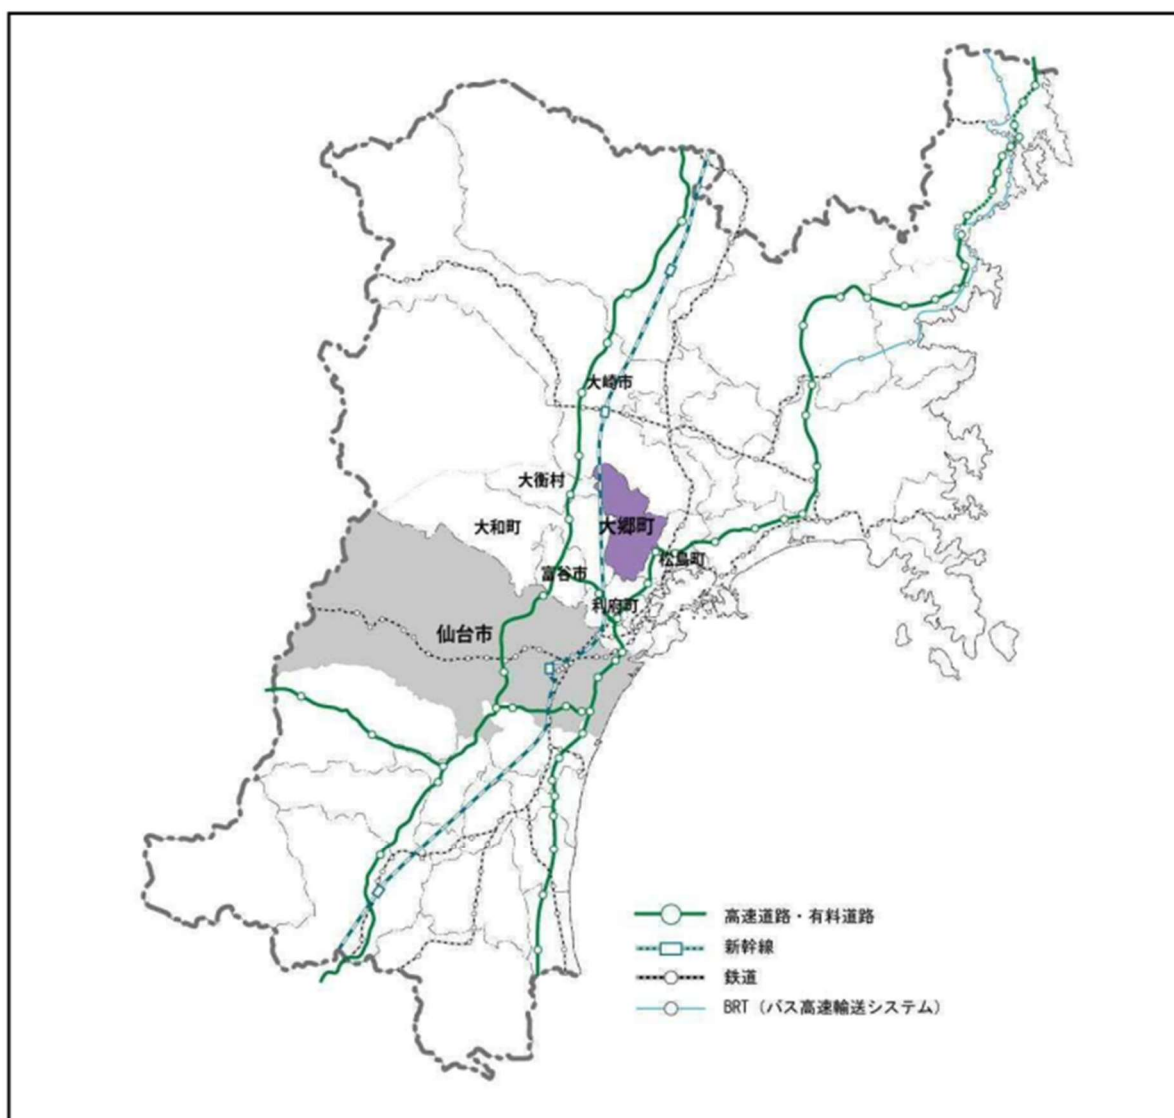 大崎市
大衡村
大和町
大郷町
松島町
富谷市
利府町
仙台市
高速道路・有料道路
新幹線
鉄道
BRT（バス高速輸送システム）